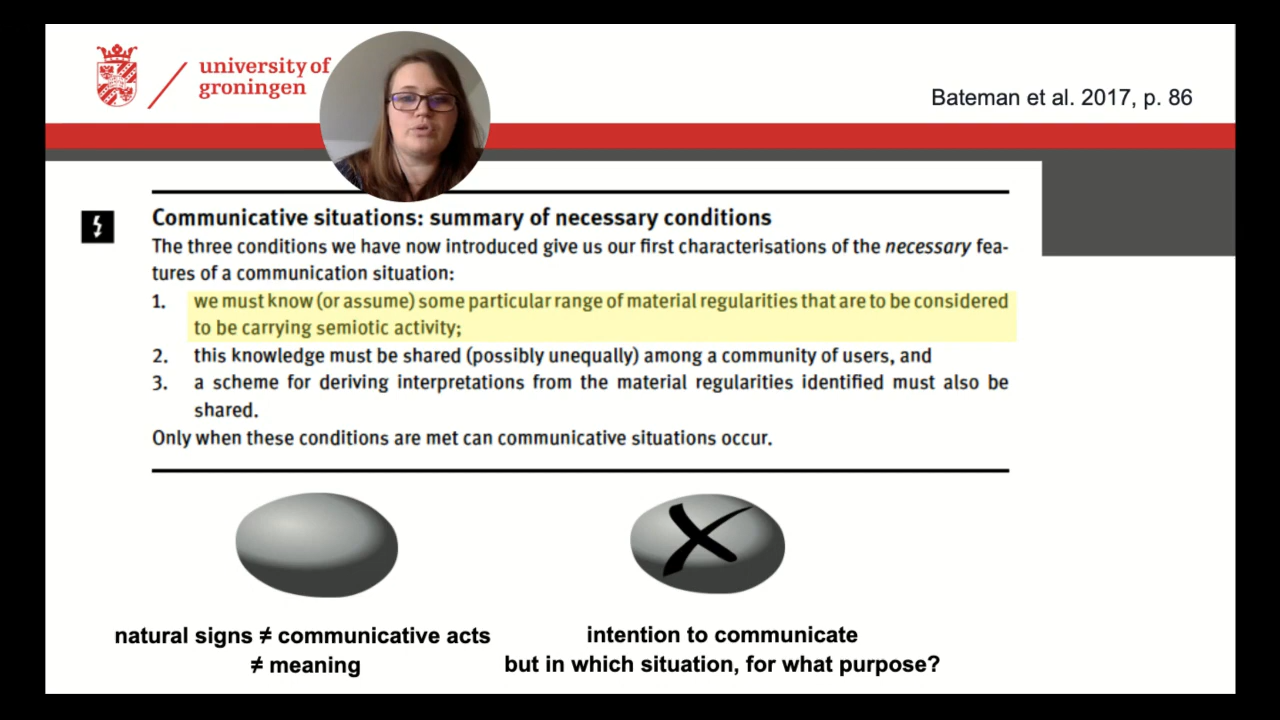 university of
groningen
Bateman et al. 2017, p. 86
Communicative situations: summary of necessary conditions
The three conditions we have now introduced give us our first characterisations of the necessary fea-
tures of a communication situation:
1. we must know (or assume) some particular range of material regularities that are to be considered
to be carrying semiotic activity;
2. this knowledge must be shared (possibly unequally) among a community of users, and
3. a scheme for deriving interpretations from the material regularities identified must also be
shared.
Only when these conditions are met can communicative situations occur.
natural signs ≠ communicative acts
≠ meaning
intention to communicate
but in which situation, for what purpose?